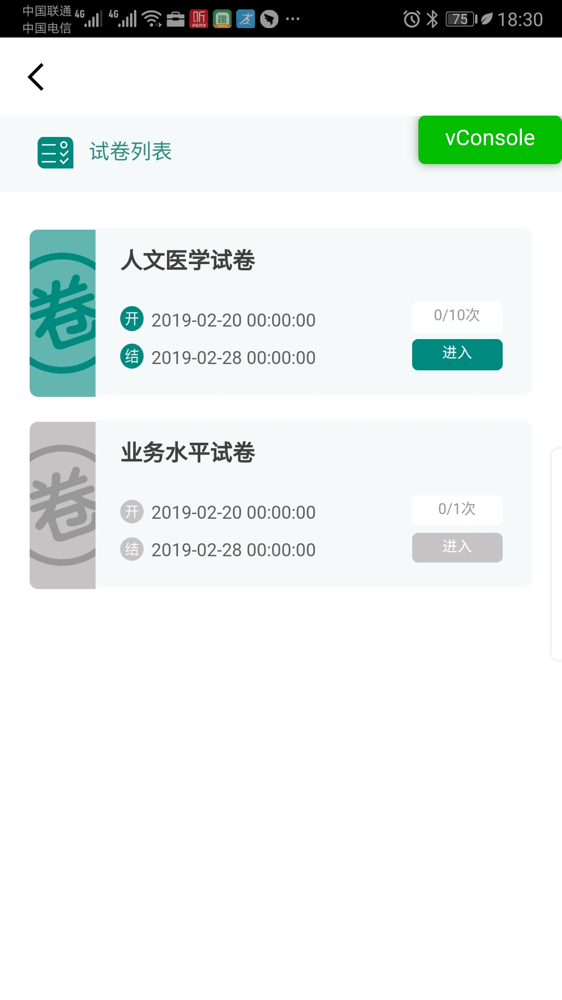 中国联通 4G 4G 听 趣 75 18:30
中国电信
试卷列表
vConsole
卷
人文医学试卷
开 2019-02-20 00:00:00
0/10次
结 2019-02-28 00:00:00
进入
卷
业务水平试卷
开 2019-02-20 00:00:00
0/1次
结 2019-02-28 00:00:00
进入